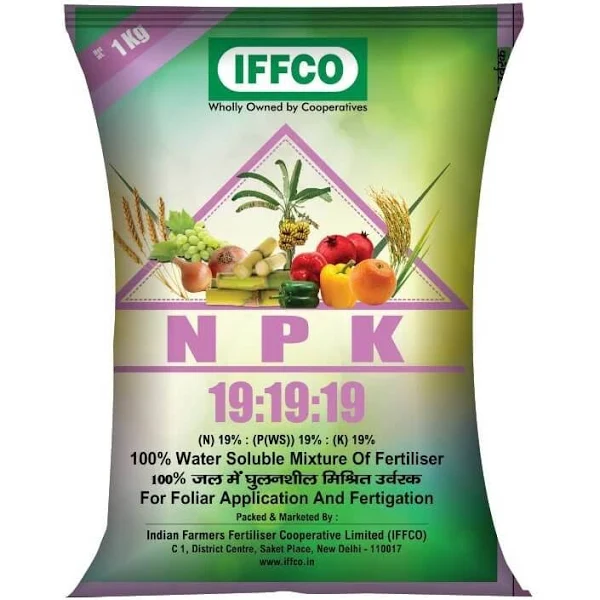 1 Kg
IFFCO
Wholly Owned by Cooperatives
N P K
19:19:19
(N) 19% : (P(WS)) 19% : (K) 19%
100% Water Soluble Mixture Of Fertiliser
100% जल में घुलनशील मिश्रित उर्वरक
For Foliar Application And Fertigation
Packed & Marketed By :
Indian Farmers Fertiliser Cooperative Limited (IFFCO)
C 1, District Centre, Saket Place, New Delhi - 110017
www.iffco.in